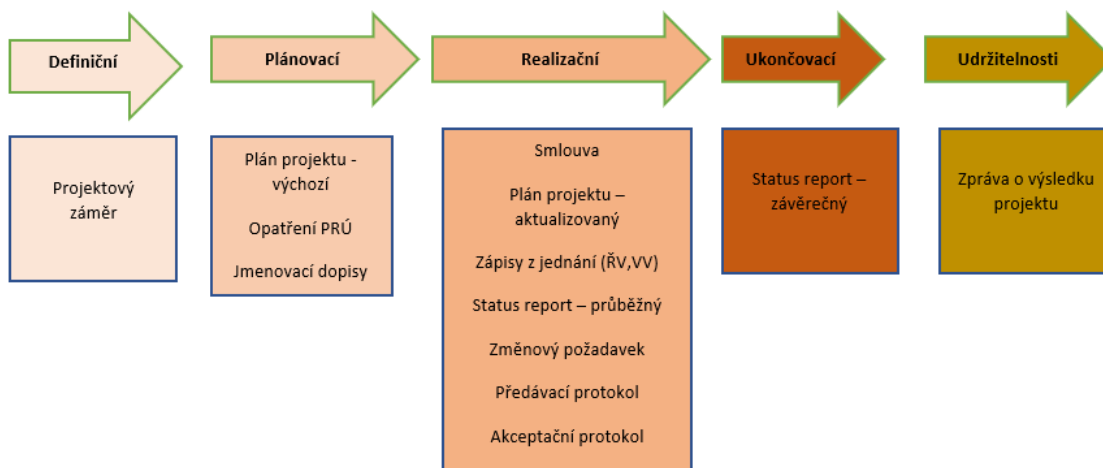 Definiční
Plánovací
Realizační
Ukončovací
Udržitelnosti
Projektový
záměr
Plán projektu -
výchozí
Opatření PRÚ
Jmenovací dopisy
Smlouva
Plán projektu –
aktualizovaný
Zápisy z jednání (ŘV,VV)
Status report – průběžný
Změnový požadavek
Předávací protokol
Akceptační protokol
Status report –
závěrečný
Zpráva o výsledku
projektu